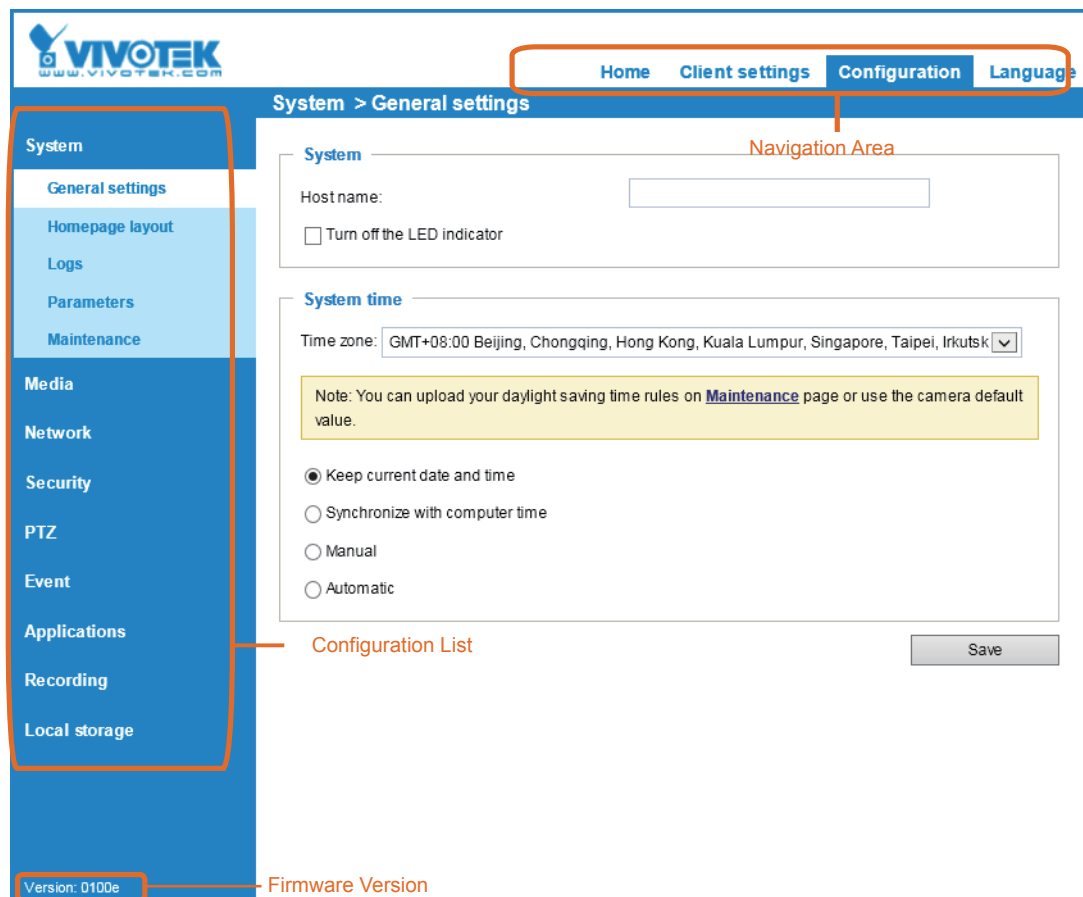 VIVOTEK
www.vivotek.com
Home Client settings Configuration Language
System > General settings
Navigation Area
System
General settings
Homepage layout
Logs
Parameters
Maintenance
Media
Network
Security
PTZ
Event
Applications
Recording
Local storage
Configuration List
Version: 0100e
Firmware Version
System
Host name:
Turn off the LED indicator
System time
Time zone: GMT+08:00 Beijing, Chongqing, Hong Kong, Kuala Lumpur, Singapore, Taipei, Irkutsk
Note: You can upload your daylight saving time rules on Maintenance page or use the camera default
value.
Keep current date and time
Synchronize with computer time
Manual
Automatic
Save